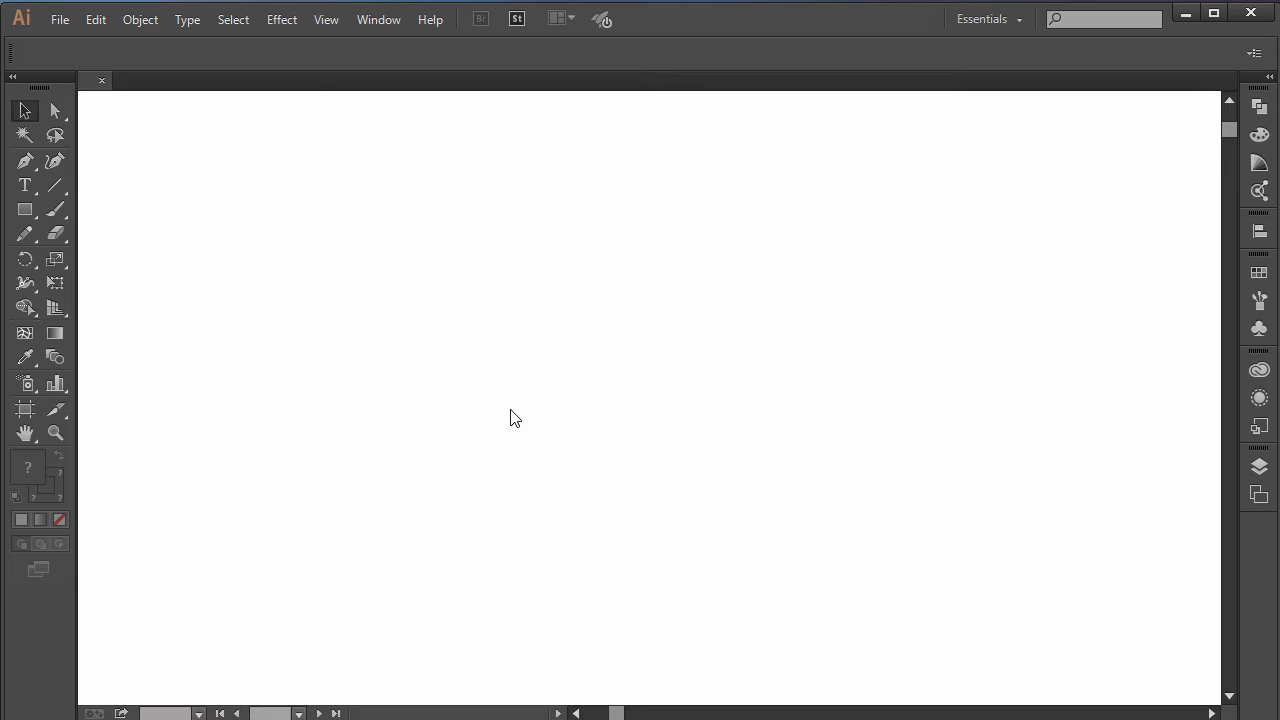 Ai File Edit Object Type Select Effect View Window Help Br St Essentials
T
?
? ? ?